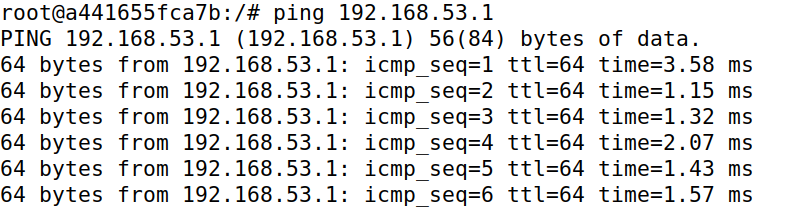 root@a441655fca7b:/# ping 192.168.53.1
PING 192.168.53.1 (192.168.53.1) 56(84) bytes of data.
64 bytes from 192.168.53.1: icmp_seq=1 ttl=64 time=3.58 ms
64 bytes from 192.168.53.1: icmp_seq=2 ttl=64 time=1.15 ms
64 bytes from 192.168.53.1: icmp_seq=3 ttl=64 time=1.32 ms
64 bytes from 192.168.53.1: icmp_seq=4 ttl=64 time=2.07 ms
64 bytes from 192.168.53.1: icmp_seq=5 ttl=64 time=1.43 ms
64 bytes from 192.168.53.1: icmp_seq=6 ttl=64 time=1.57 ms